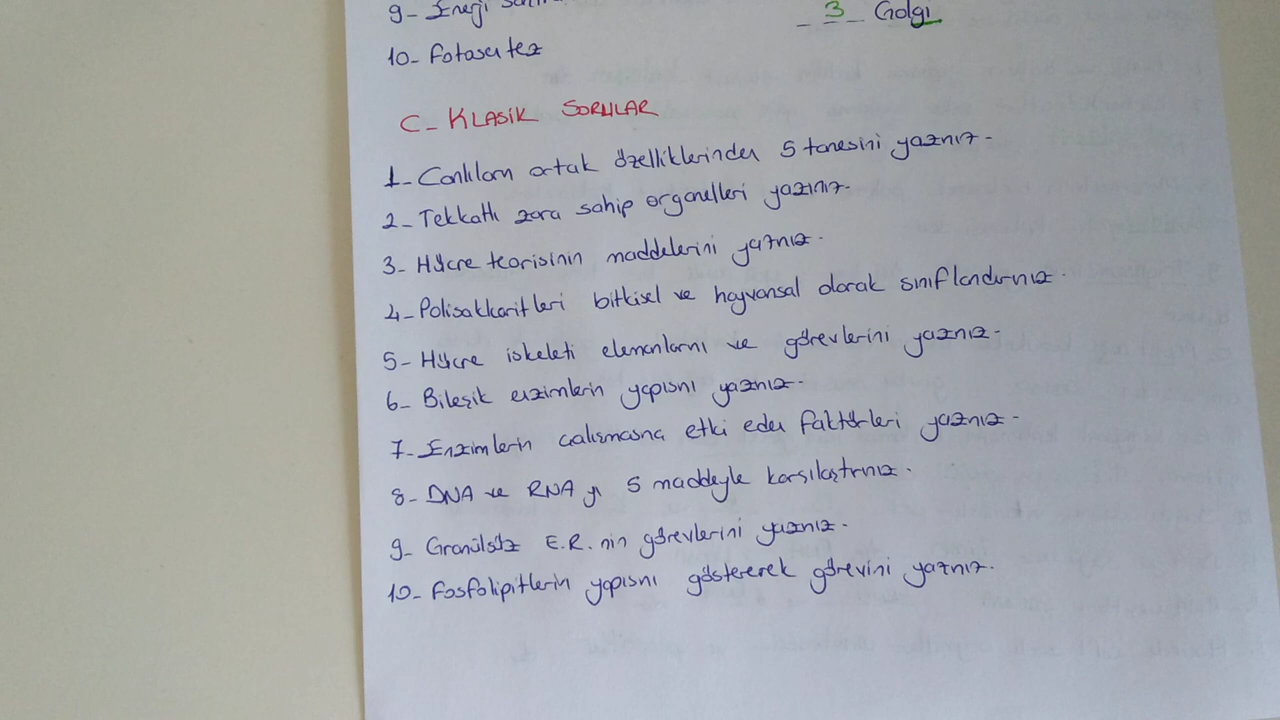 9- Enerji
_ 3 _ Golgi
10- Fotosentez
C- KLASİK SORULAR
1- Canlıların ortak özelliklerinden 5 tanesini yazınız.
2- Tekkatlı zara sahip organelleri yazınız.
3- Hücre teorisinin maddelerini yazınız.
4- Polisakkaritleri bitkisel ve hayvansal olarak sınıflandırınız.
5- Hücre iskeleti elemanlarını ve görevlerini yazınız.
6- Bileşik enzimlerin yapısını yazınız.
7- Enzimlerin çalışmasına etki eden faktörleri yazınız.
8- DNA ve RNA yı 5 maddeyle karşılaştırınız.
9- Granülsüz E.R. nin görevlerini yazınız.
10- Fosfolipitlerin yapısını göstererek görevini yazınız.